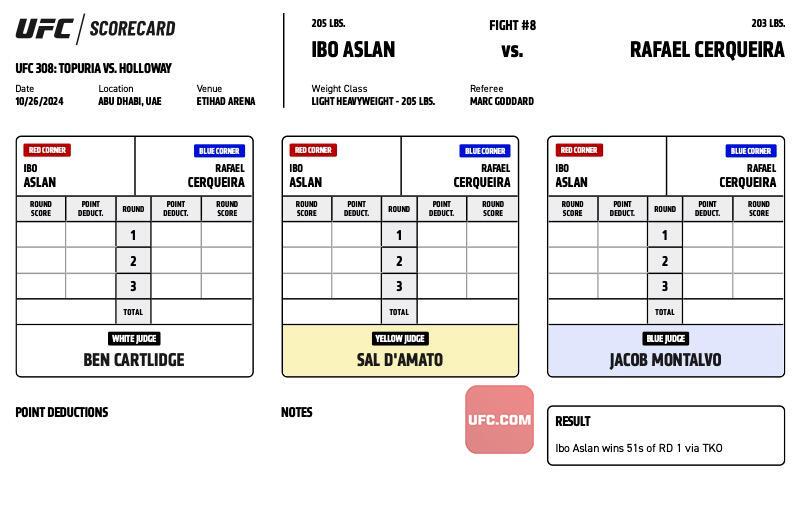 UFC / SCORECARD
UFC 308: TOPURIA VS. HOLLOWAY
Date Location Venue
10/26/2024 ABU DHABI, UAE ETIHAD ARENA
205 LBS. FIGHT #8 203 LBS.
IBO ASLAN vs. RAFAEL CERQUEIRA
Weight Class Referee
LIGHT HEAVYWEIGHT - 205 LBS. MARC GODDARD
RED CORNER BLUE CORNER
IBO RAFAEL
ASLAN CERQUEIRA
ROUND SCORE POINT DEDUCT. ROUND POINT DEDUCT. ROUND SCORE
1
2
3
TOTAL
WHITE JUDGE
BEN CARTLIDGE
RED CORNER BLUE CORNER
IBO RAFAEL
ASLAN CERQUEIRA
ROUND SCORE POINT DEDUCT. ROUND POINT DEDUCT. ROUND SCORE
1
2
3
TOTAL
YELLOW JUDGE
SAL D'AMATO
RED CORNER BLUE CORNER
IBO RAFAEL
ASLAN CERQUEIRA
ROUND SCORE POINT DEDUCT. ROUND POINT DEDUCT. ROUND SCORE
1
2
3
TOTAL
BLUE JUDGE
JACOB MONTALVO
POINT DEDUCTIONS
NOTES
UFC.COM
RESULT
Ibo Aslan wins 51s of RD 1 via TKO